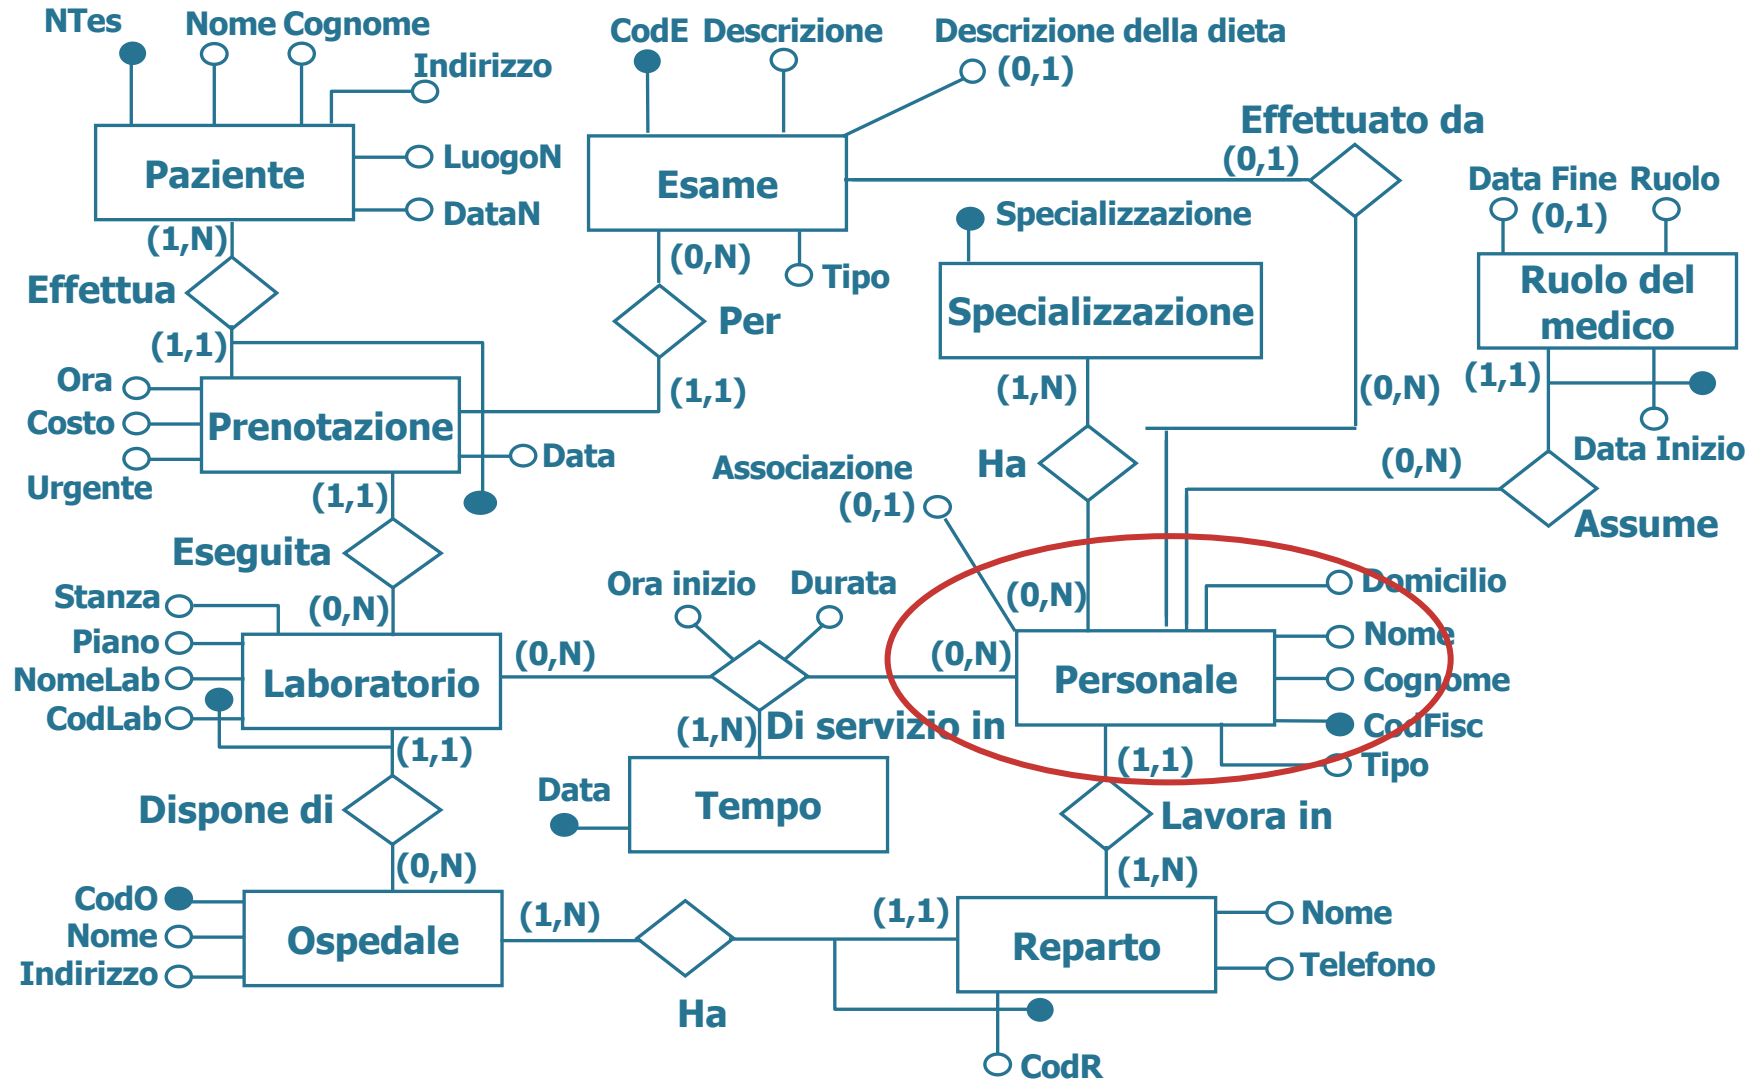 NTes
Nome Cognome
CodE Descrizione
Descrizione della dieta
(0,1)
Indirizzo
Effettuato da
(0,1)
Paziente
LuogoN
DataN
Esame
Data Fine Ruolo
(0,1)
Specializzazione
(1,N)
(0,N)
Tipo
Effettua
Per
Specializzazione
Ruolo del
medico
(1,1)
(1,1)
(1,N)
(0,N)
(1,1)
Ora
Costo
Urgente
Prenotazione
Data
Data Inizio
Ha
(0,N)
Associazione
(0,1)
(1,1)
Assume
Eseguita
Stanza
Piano
NomeLab
CodLab
(0,N)
Ora inizio
Durata
(0,N)
Domicilio
Nome
Cognome
CodFisc
Tipo
Laboratorio
(0,N)
(0,N)
Personale
(1,N)
Di servizio in
(1,1)
(1,1)
Dispone di
Data
Tempo
Lavora in
(0,N)
(1,N)
CodO
Nome
Indirizzo
Ospedale
(1,N)
(1,1)
Reparto
Nome
Telefono
Ha
CodR